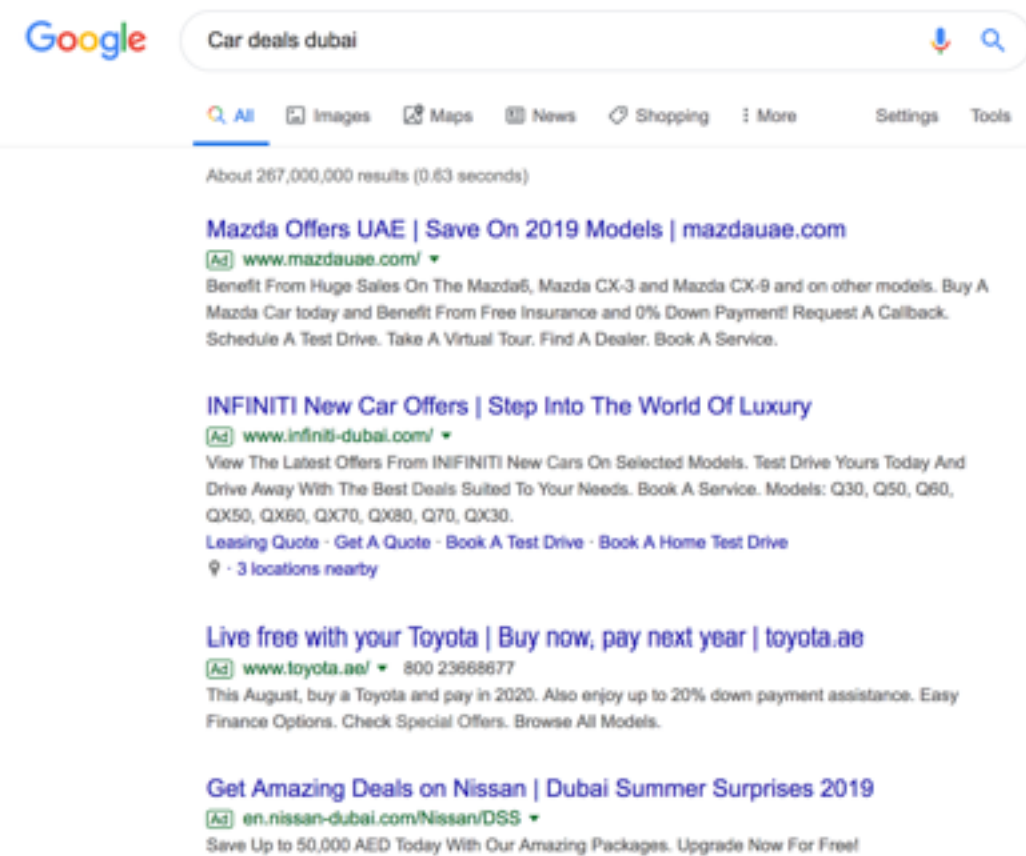 Google
Car deals dubai
All Images Maps News Shopping More Settings Tools
About 267,000,000 results (0.63 seconds)
Mazda Offers UAE | Save On 2019 Models | mazdauae.com
Ad www.mazdauae.com/
Benefit From Huge Sales On The Mazda6, Mazda CX-3 and Mazda CX-9 and on other models. Buy A
Mazda Car today and Benefit From Free Insurance and 0% Down Payment! Request A Callback.
Schedule A Test Drive. Take A Virtual Tour. Find A Dealer. Book A Service.
INFINITI New Car Offers | Step Into The World Of Luxury
Ad www.infiniti-dubai.com/
View The Latest Offers From INIFINITI New Cars On Selected Models. Test Drive Yours Today And
Drive Away With The Best Deals Suited To Your Needs. Book A Service. Models: Q30, Q50, Q60,
QX50, QX60, QX70, QX80, Q70, QX30.
Leasing Quote · Get A Quote · Book A Test Drive · Book A Home Test Drive
· 3 locations nearby
Live free with your Toyota | Buy now, pay next year | toyota.ae
Ad www.toyota.ae/ 800 23668677
This August, buy a Toyota and pay in 2020. Also enjoy up to 20% down payment assistance. Easy
Finance Options. Check Special Offers. Browse All Models.
Get Amazing Deals on Nissan | Dubai Summer Surprises 2019
Ad en.nissan-dubai.com/Nissan/DSS
Save Up to 50,000 AED Today With Our Amazing Packages. Upgrade Now For Free!